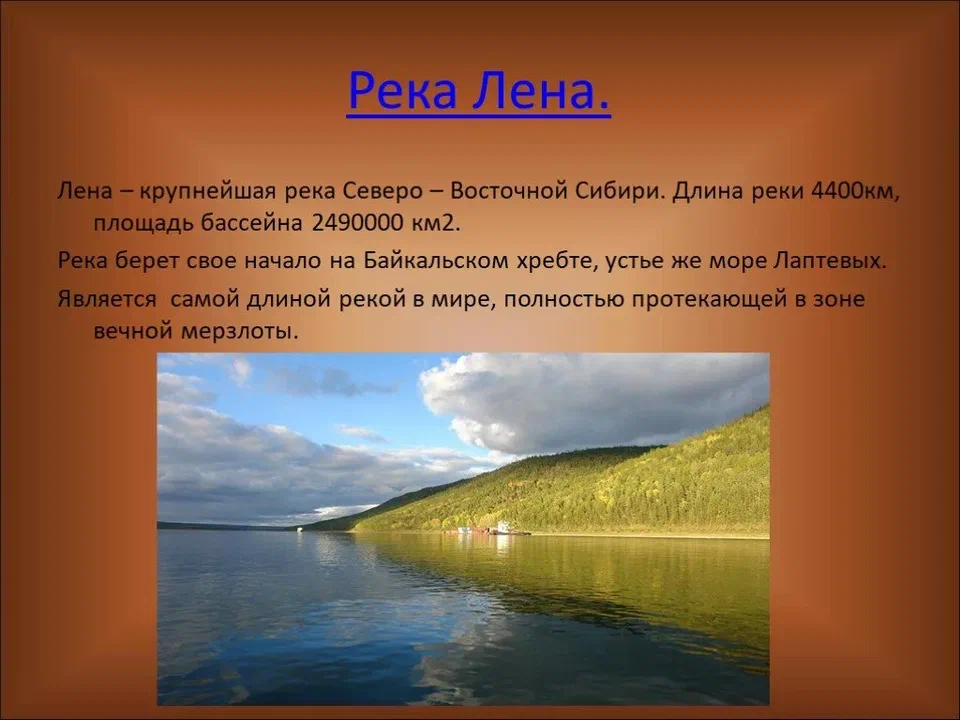 Река Лена.
Лена – крупнейшая река Северо – Восточной Сибири. Длина реки 4400км,
площадь бассейна 2490000 км2.
Река берет свое начало на Байкальском хребте, устье же море Лаптевых.
Является  самой длиной рекой в мире, полностью протекающей в зоне
вечной мерзлоты.